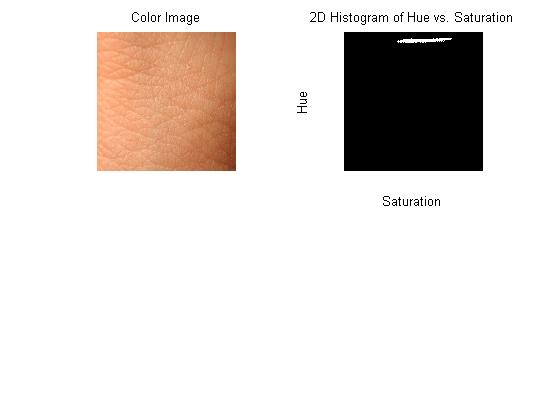 Color Image
2D Histogram of Hue vs. Saturation
Hue
Saturation